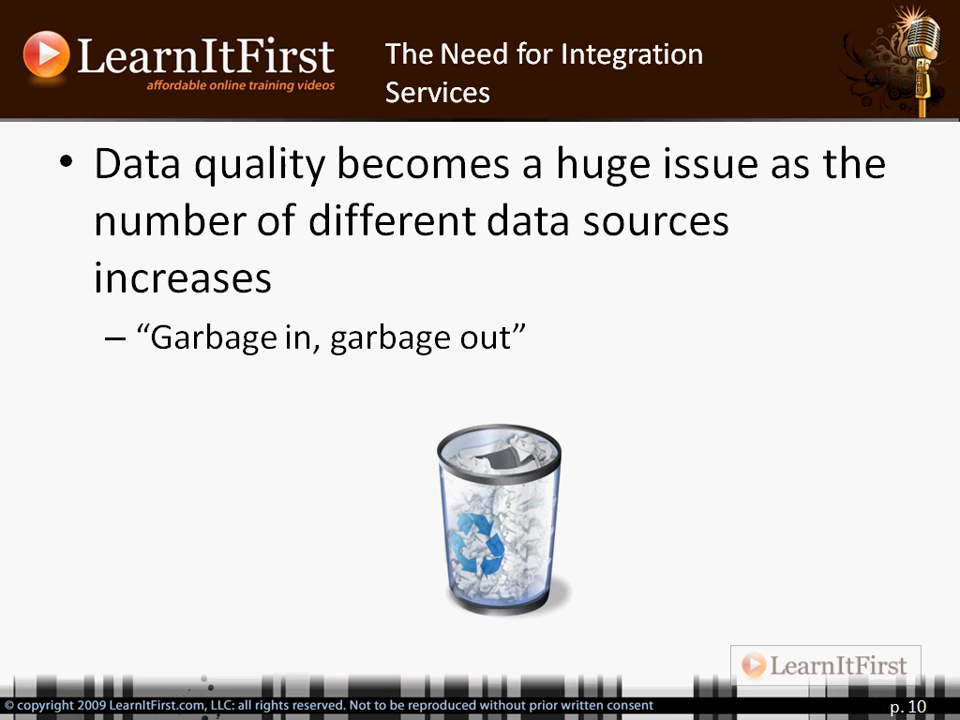 LearnItFirst
affordable online training videos
The Need for Integration
Services
• Data quality becomes a huge issue as the
number of different data sources
increases
– “Garbage in, garbage out”
LearnItFirst
© copyright 2009 LearnItFirst.com, LLC: all rights reserved. Not to be reproduced without prior written consent
p. 10